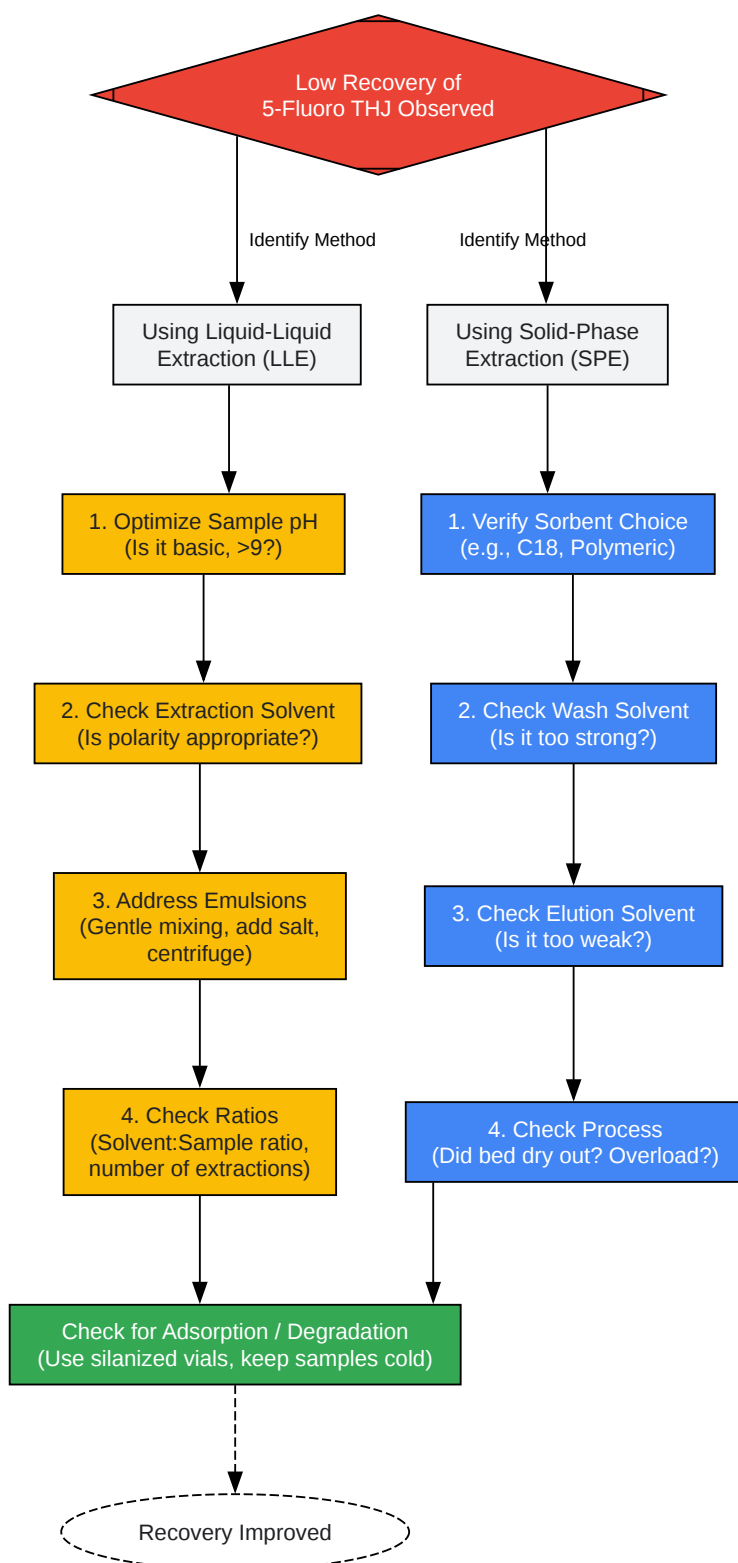 Low Recovery of
5-Fluoro THJ Observed
Identify Method
Identify Method
Using Liquid-Liquid
Extraction (LLE)
Using Solid-Phase
Extraction (SPE)
1. Optimize Sample pH
(Is it basic, >9?)
1. Verify Sorbent Choice
(e.g., C18, Polymeric)
2. Check Extraction Solvent
(Is polarity appropriate?)
2. Check Wash Solvent
(Is it too strong?)
3. Address Emulsions
(Gentle mixing, add salt,
centrifuge)
3. Check Elution Solvent
(Is it too weak?)
4. Check Ratios
(Solvent:Sample ratio,
number of extractions)
4. Check Process
(Did bed dry out? Overload?)
Check for Adsorption / Degradation
(Use silanized vials, keep samples cold)
Recovery Improved